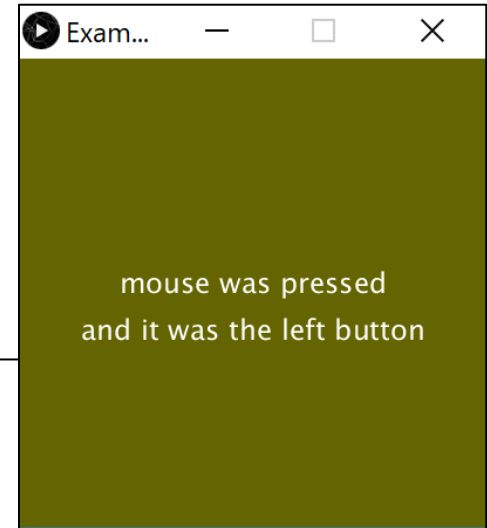 Exam...
mouse was pressed
and it was the left button